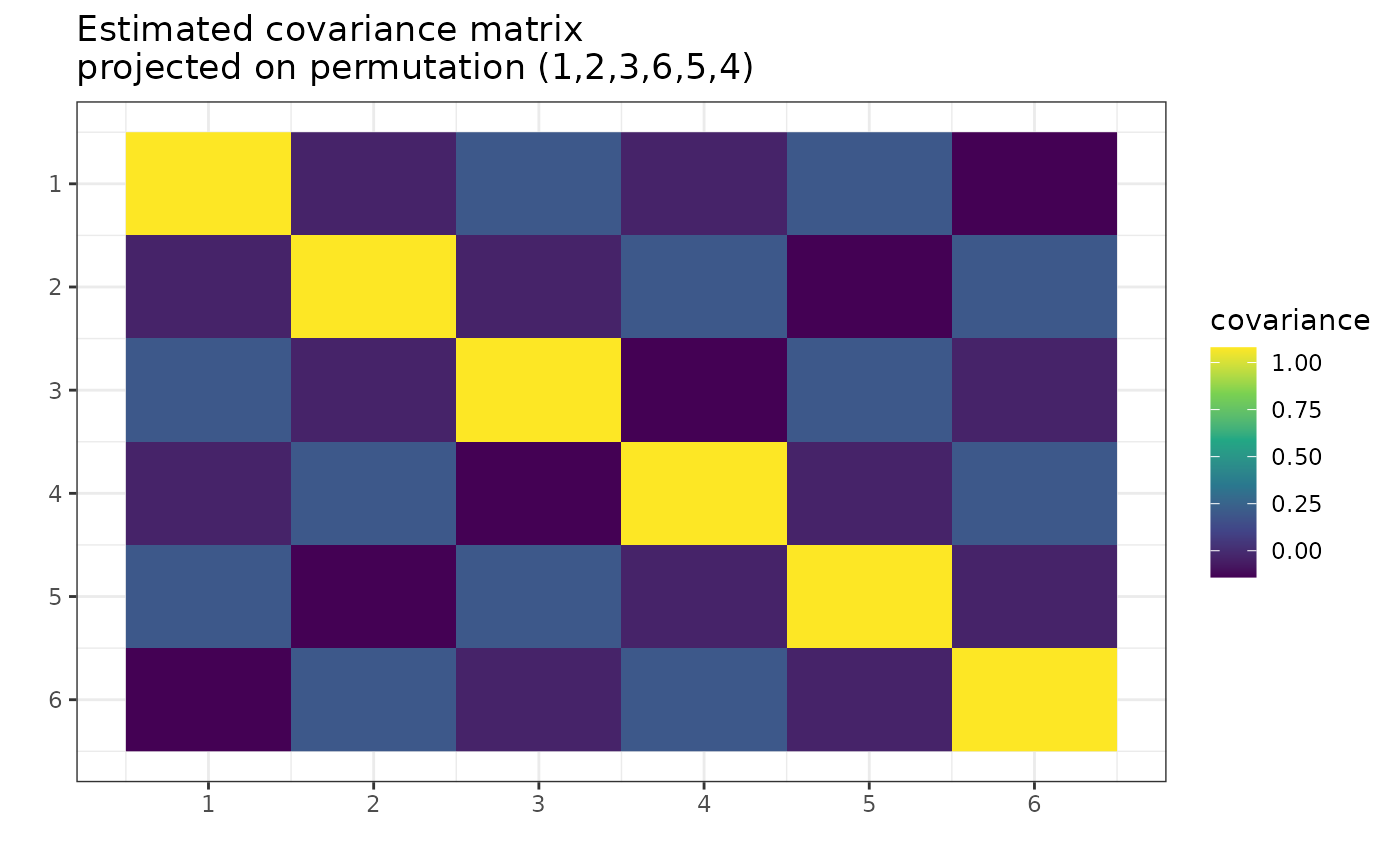 Estimated covariance matrix
projected on permutation (1,2,3,6,5,4)
1
2
3
4
5
6
1 2 3 4 5 6
covariance
1.00
0.75
0.50
0.25
0.00